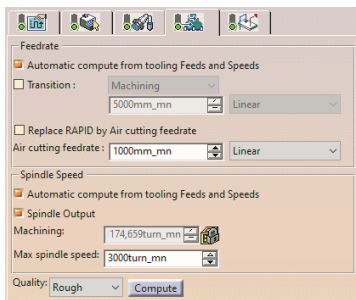 Feedrate
Automatic compute from tooling Feeds and Speeds
Transition : Machining
5000mm_mn Linear
Replace RAPID by Air cutting feedrate
Air cutting feedrate : 1000mm_mn Linear
Spindle Speed
Automatic compute from tooling Feeds and Speeds
Spindle Output
Machining: 174,659turn_mn
Max spindle speed: 3000turn_mn
Quality: Rough Compute